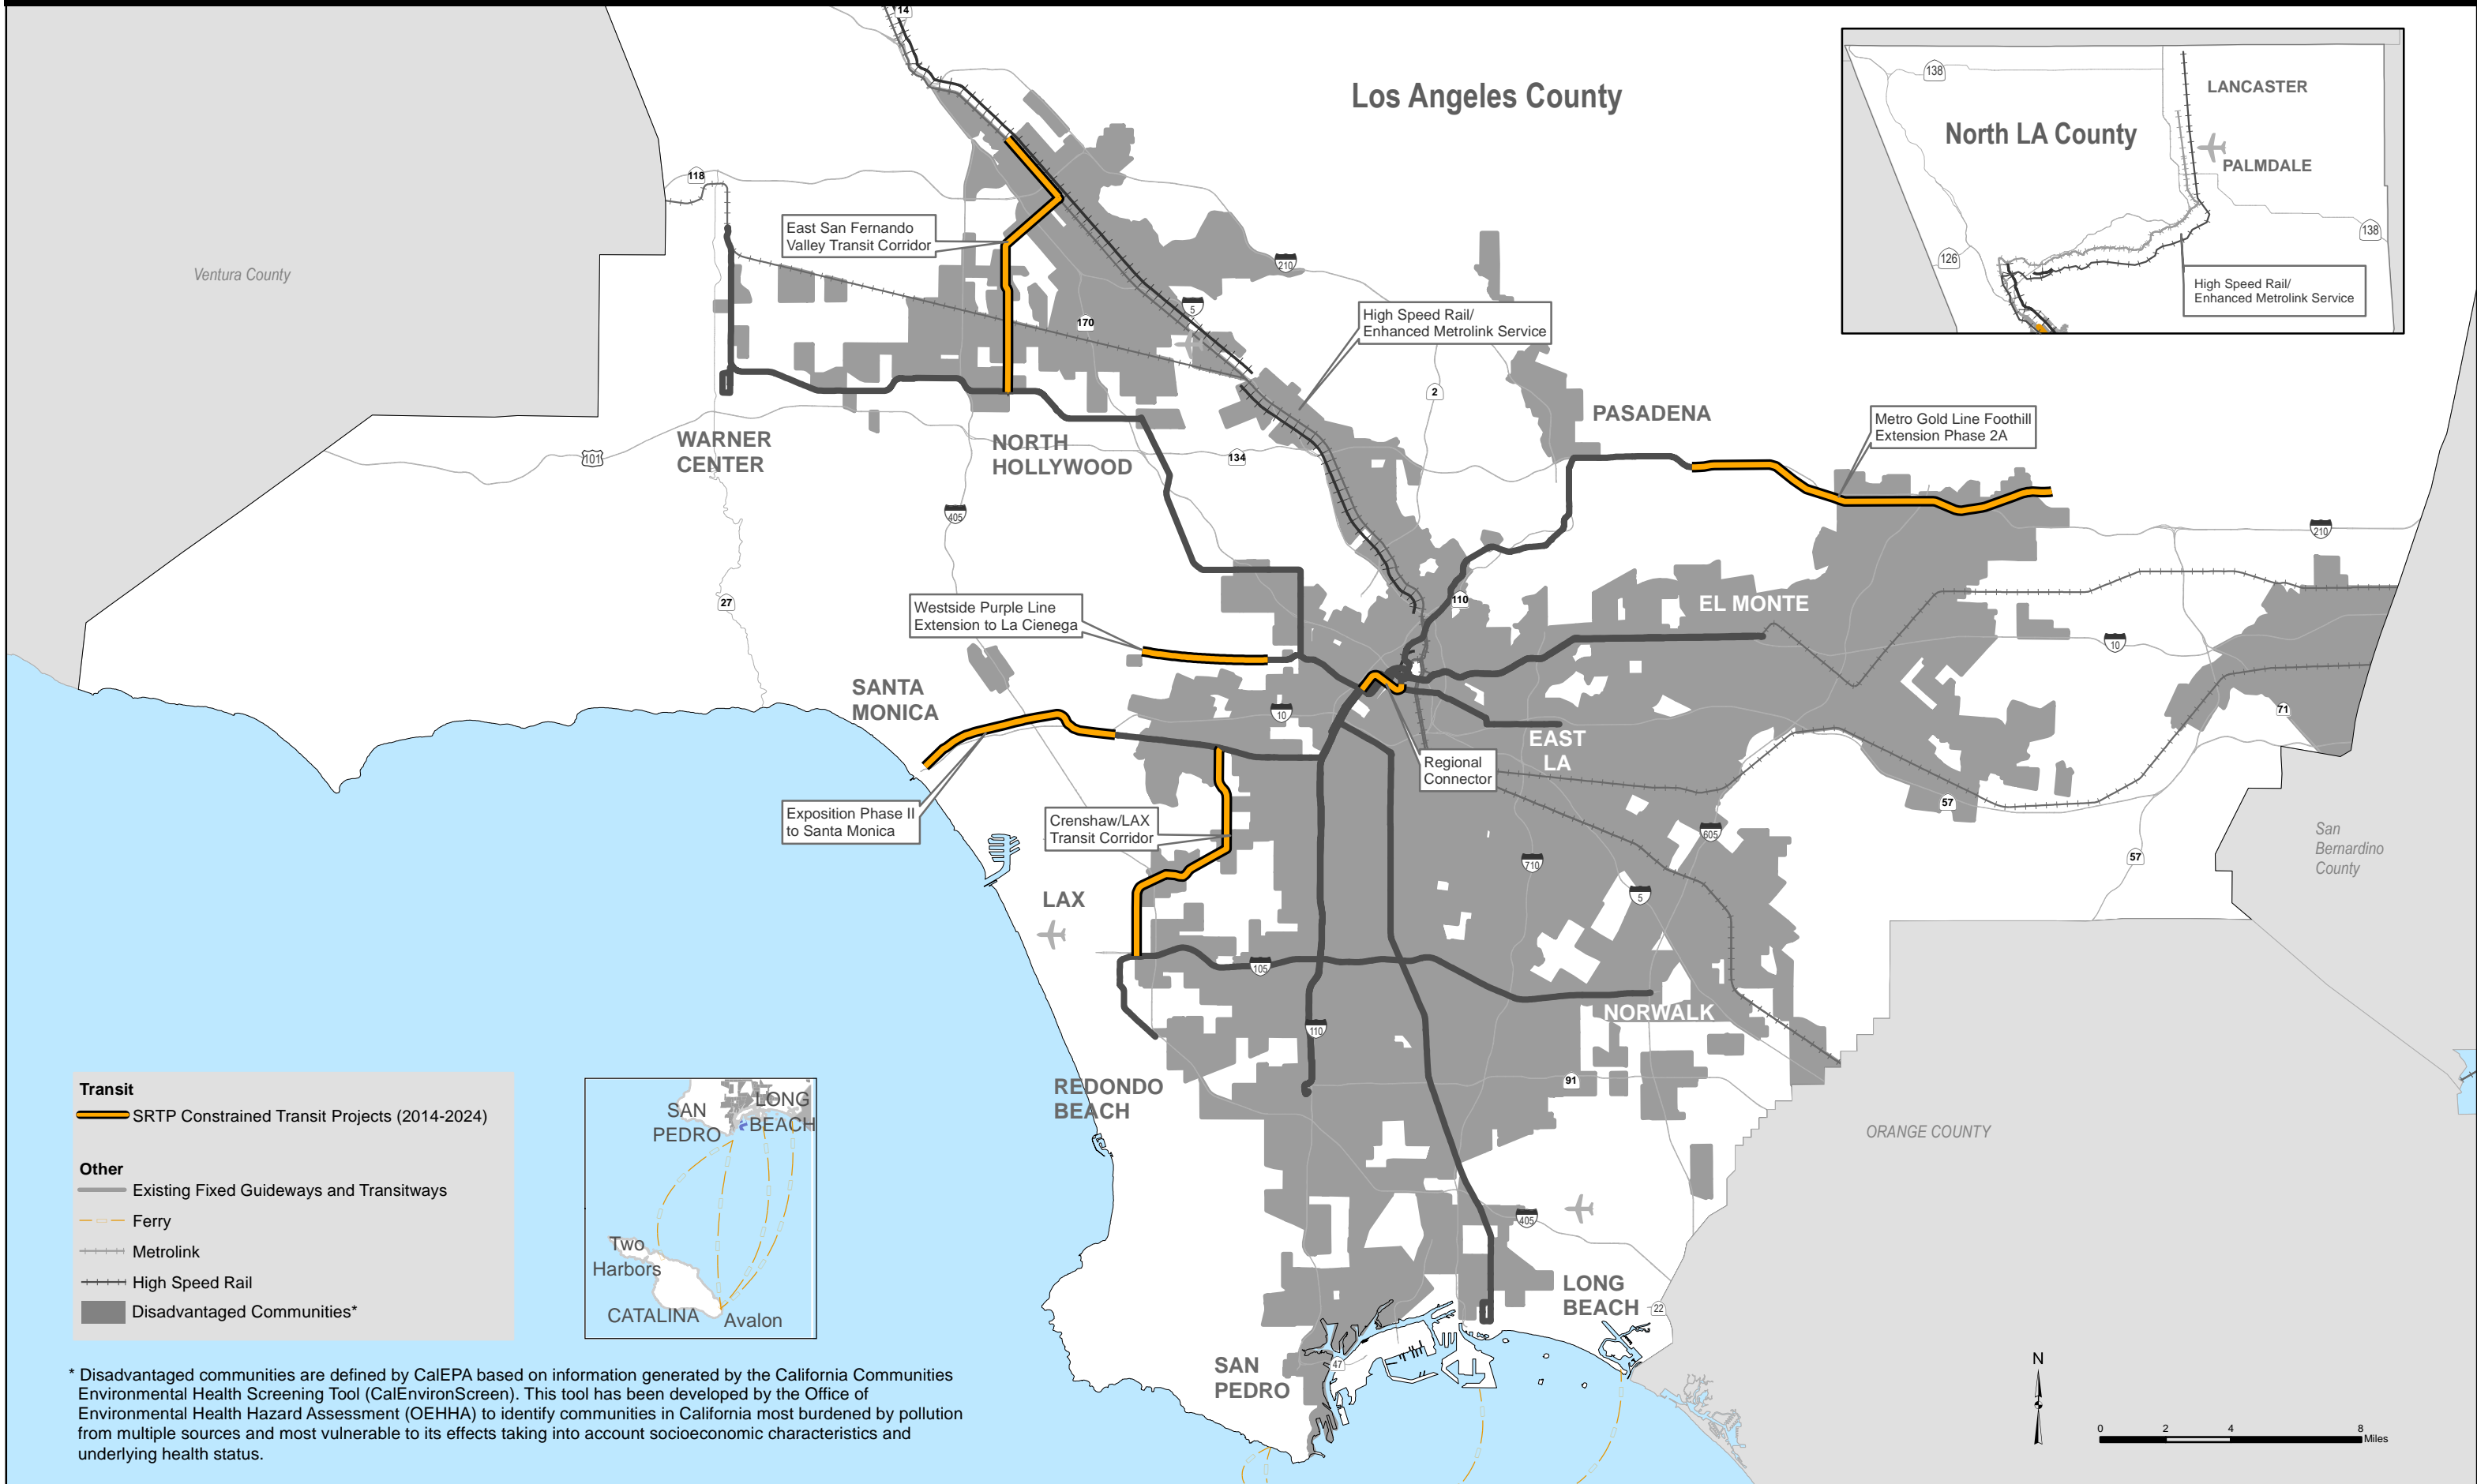 14
Los Angeles County
138
LANCASTER
North LA County
PALMDALE
138
126
High Speed Rail/
Enhanced Metrolink Service
118
East San Fernando
Valley Transit Corridor
Ventura County
210
5
170
High Speed Rail/
Enhanced Metrolink Service
2
PASADENA
Metro Gold Line Foothill
Extension Phase 2A
WARNER
CENTER
NORTH
HOLLYWOOD
101
134
405
210
27
Westside Purple Line
Extension to La Cienega
110
EL MONTE
10
SANTA
MONICA
10
71
EAST
LA
Regional
Connector
Exposition Phase II
to Santa Monica
Crenshaw/LAX
Transit Corridor
57
605
710
San
Bernardino
County
57
5
LAX
105
NORWALK
110
91
REDONDO
BEACH
ORANGE COUNTY
405
LONG
BEACH
22
SAN
PEDRO
47
Transit
SRTP Constrained Transit Projects (2014-2024)
Other
Existing Fixed Guideways and Transitways
Ferry
Metrolink
High Speed Rail
Disadvantaged Communities*
SAN
PEDRO
LONG
BEACH
Two
Harbors
CATALINA
Avalon
* Disadvantaged communities are defined by CalEPA based on information generated by the California Communities
Environmental Health Screening Tool (CalEnvironScreen). This tool has been developed by the Office of
Environmental Health Hazard Assessment (OEHHA) to identify communities in California most burdened by pollution
from multiple sources and most vulnerable to its effects taking into account socioeconomic characteristics and
underlying health status.
N
0 2 4 8
Miles